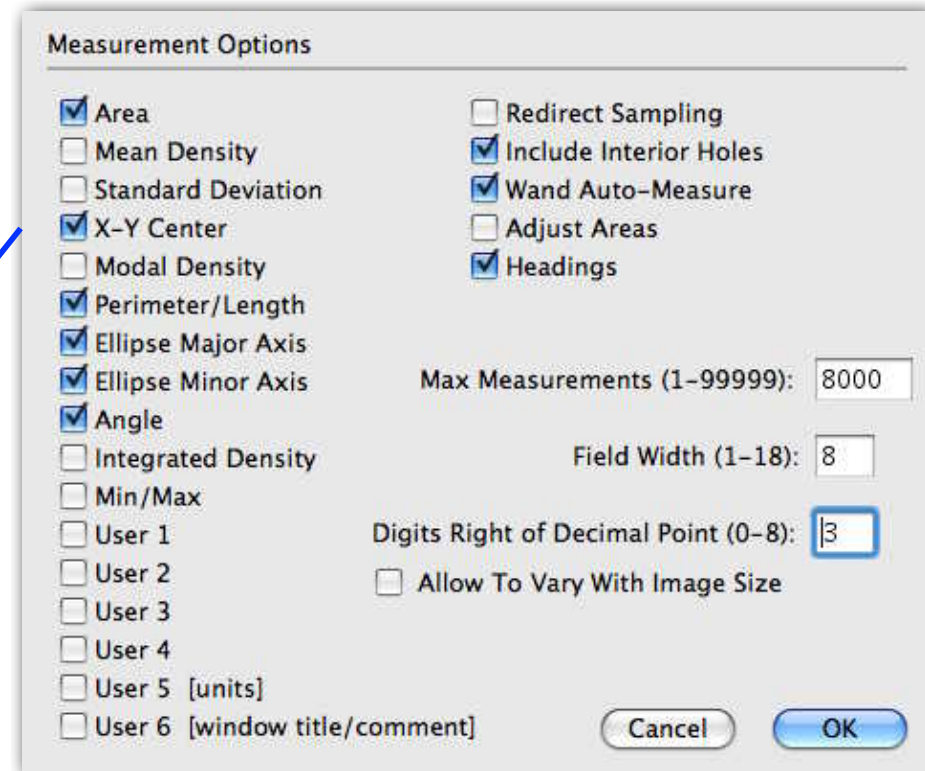 Measurement Options
Area
Mean Density
Standard Deviation
X-Y Center
Modal Density
Perimeter/Length
Ellipse Major Axis
Ellipse Minor Axis
Angle
Integrated Density
Min/Max
User 1
User 2
User 3
User 4
User 5 [units]
User 6 [window title/comment]
Redirect Sampling
Include Interior Holes
Wand Auto-Measure
Adjust Areas
Headings
Max Measurements (1-99999): 8000
Field Width (1-18): 8
Digits Right of Decimal Point (0-8): 3
Allow To Vary With Image Size
Cancel OK